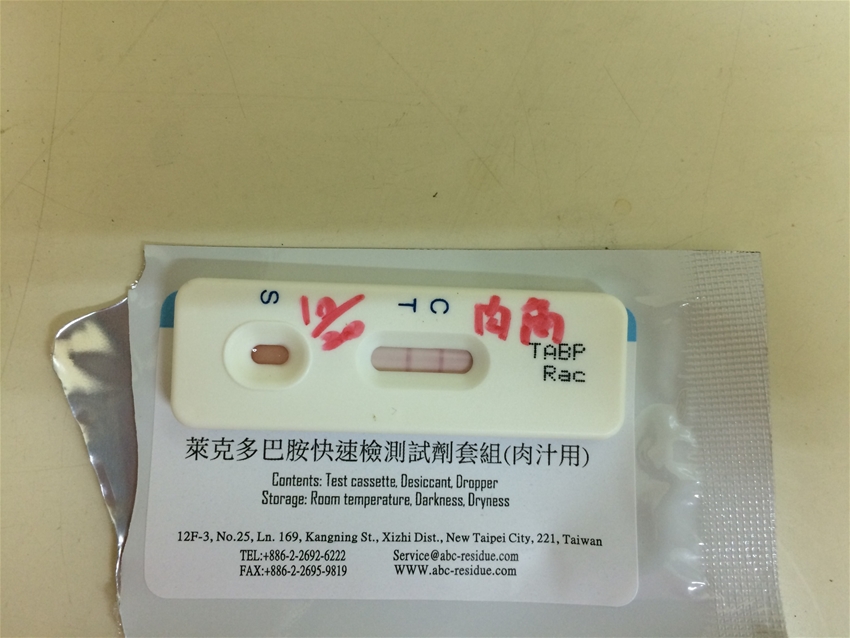 S
12/20
T
C
肉角
TABP
Rac
萊克多巴胺快速檢測試劑套組(肉汁用)
Contents: Test cassette, Desiccant, Dropper
Storage: Room temperature, Darkness, Dryness
12F-3, No.25, Ln. 169, Kangning St., Xizhi Dist., New Taipei City, 221, Taiwan
TEL:+886-2-2692-6222 Service@abc-residue.com
FAX:+886-2-2695-9819 WWW.abc-residue.com